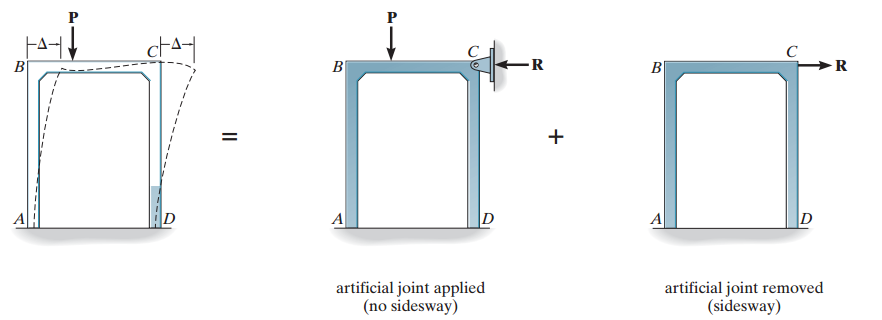 P
Δ
Δ
C
B
A
D
=
P
B
C
R
A
D
+
B
C
R
A
D
artificial joint applied
(no sidesway)
artificial joint removed
(sidesway)